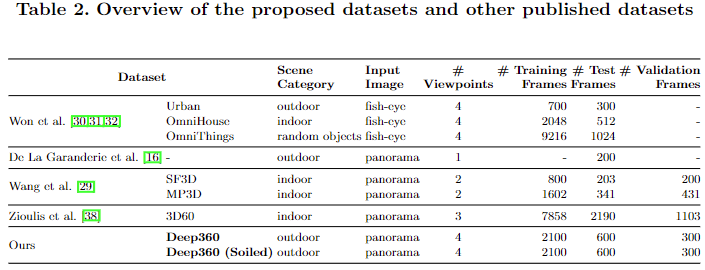 Table 2. Overview of the proposed datasets and other published datasets
Dataset Scene Category Input Image # Viewpoints # Training Frames # Test Frames # Validation Frames
Won et al. [30,31,32] Urban outdoor fish-eye 4 700 300 -
OmniHouse indoor fish-eye 4 2048 512 -
OmniThings random objects fish-eye 4 9216 1024 -
De La Garanderie et al. [16] - outdoor panorama 1 - 200 -
Wang et al. [29] SF3D indoor panorama 2 800 203 200
MP3D indoor panorama 2 1602 341 431
Zioulis et al. [38] 3D60 indoor panorama 3 7858 2190 1103
Ours Deep360 outdoor panorama 4 2100 600 300
Deep360 (Soiled) outdoor panorama 4 2100 600 300